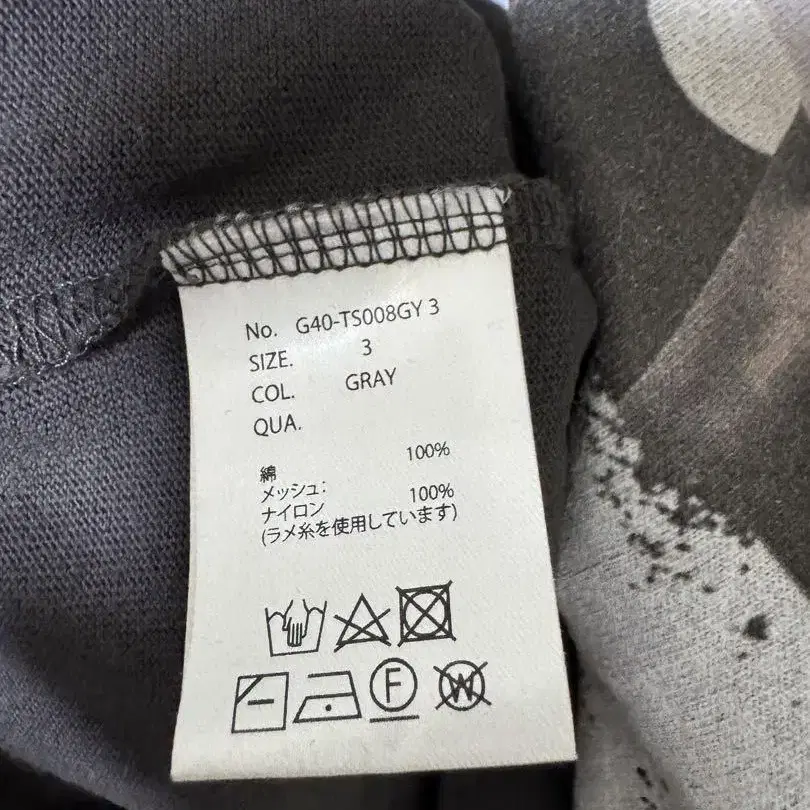 No. G40-TS008GY 3
SIZE. 3
COL. GRAY
QUA.
綿 100%
メッシュ:
ナイロン 100%
(ラメ糸を使用しています)
F
W